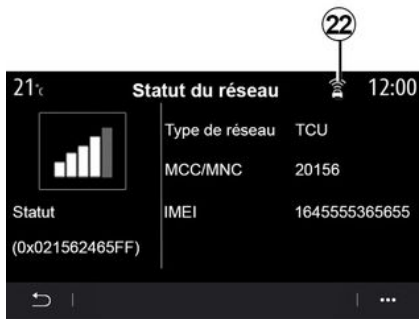 22
21°c Statut du réseau 12:00
Type de réseau TCU
MCC/MNC 20156
Statut IMEI 1645555365655
(0x021562465FF)